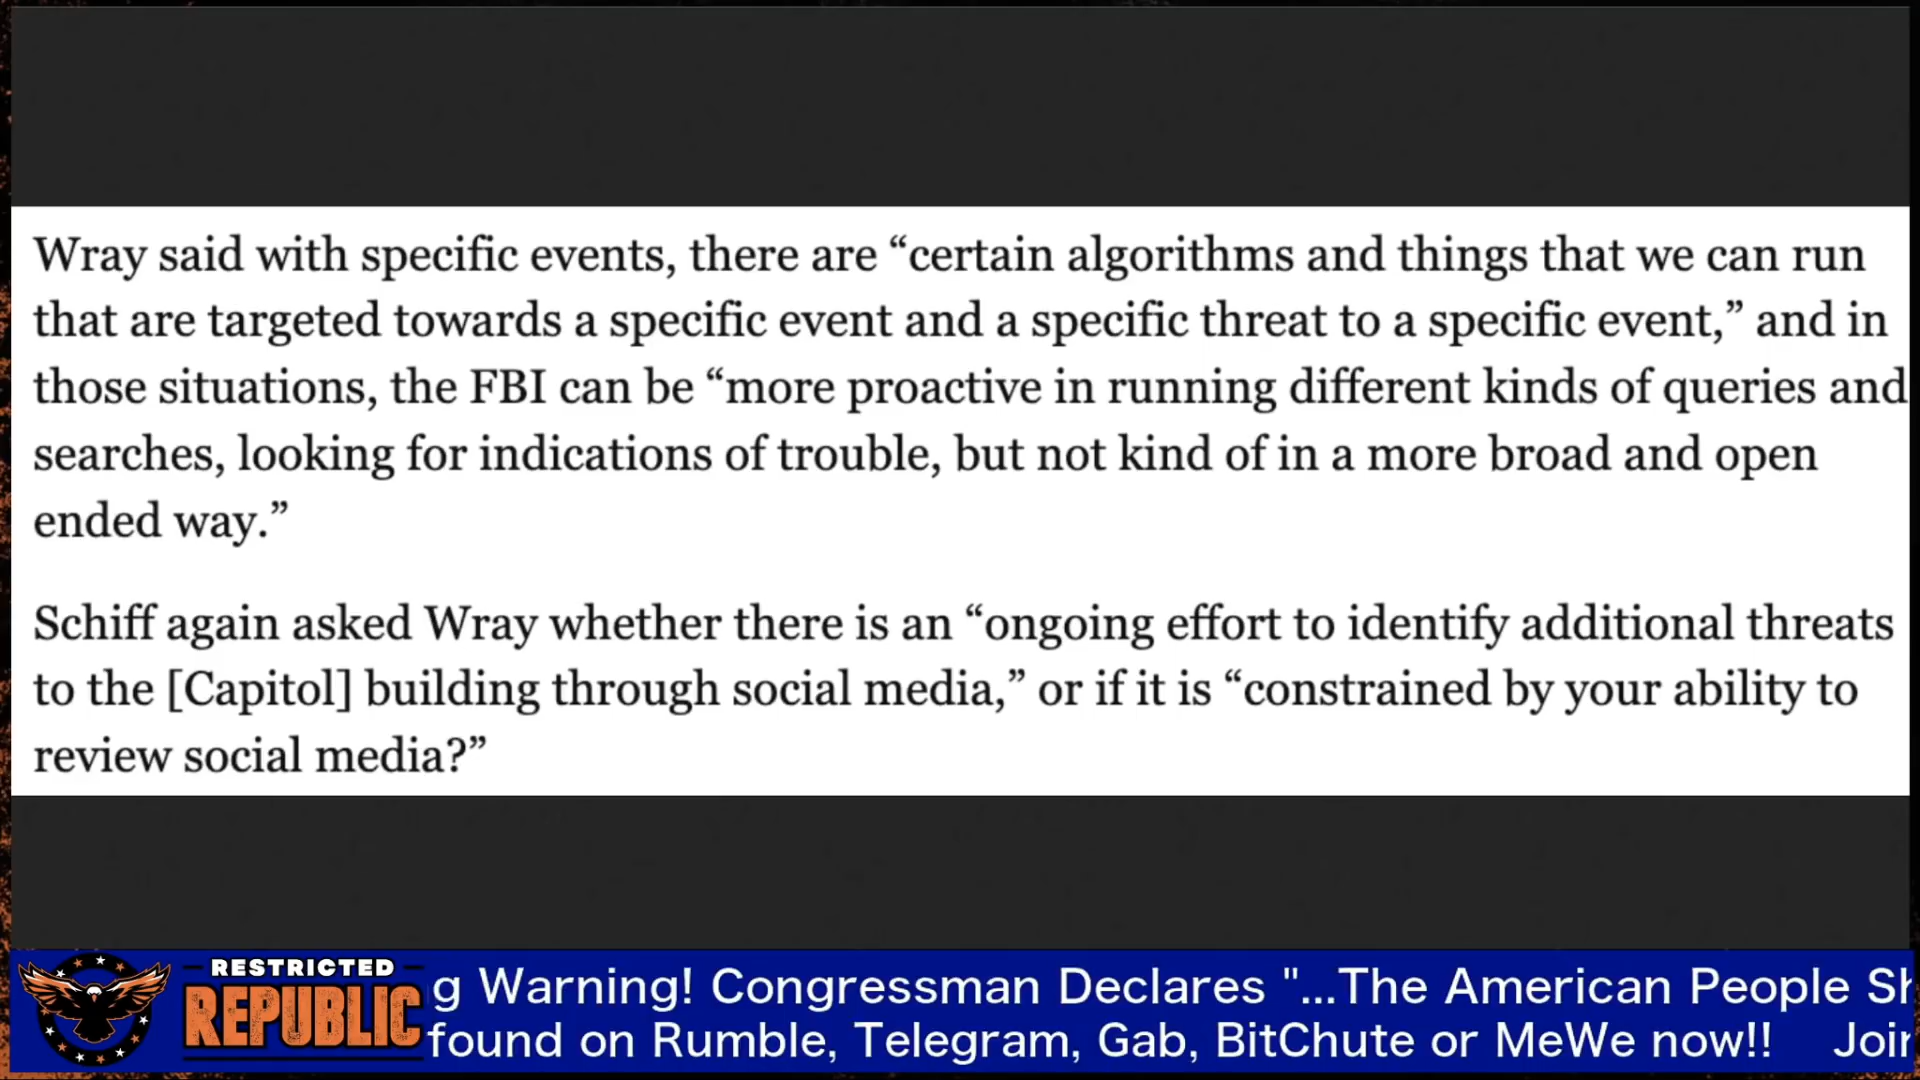 Wray said with specific events, there are “certain algorithms and things that we can run
that are targeted towards a specific event and a specific threat to a specific event,” and in
those situations, the FBI can be “more proactive in running different kinds of queries and
searches, looking for indications of trouble, but not kind of in a more broad and open
ended way.”
Schiff again asked Wray whether there is an “ongoing effort to identify additional threats
to the [Capitol] building through social media,” or if it is “constrained by your ability to
review social media?”
RESTRICTED
REPUBLIC
g Warning! Congressman Declares "...The American People
found on Rumble, Telegram, Gab, BitChute or MeWe now!!